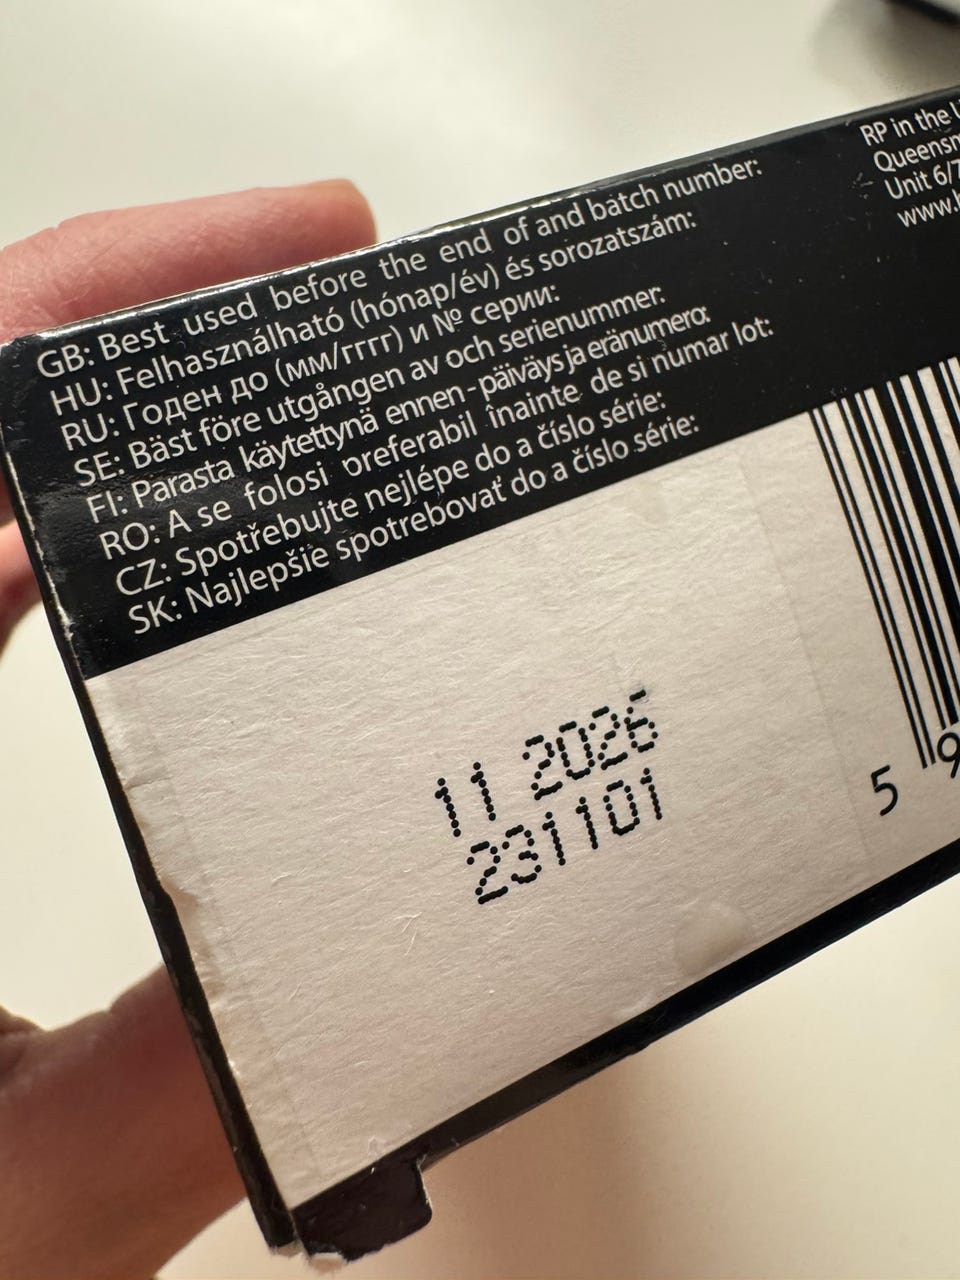 GB: Best used before the end of and batch number:
HU: Felhasználható (hónap/év) és sorozatszám:
RU: Годен до (мм/гггг) и № серии:
SE: Bäst före utgången av och serienummer:
FI: Parasta käytettynä ennen -päiväys ja eränumero:
RO: A se folosi preferabil înainte de si numar lot:
CZ: Spotřebujte nejlépe do a číslo série:
SK: Najlepšie spotrebovať do a číslo série:
RP in the
Unit 6/7
www.
11 2026
231101
5 9